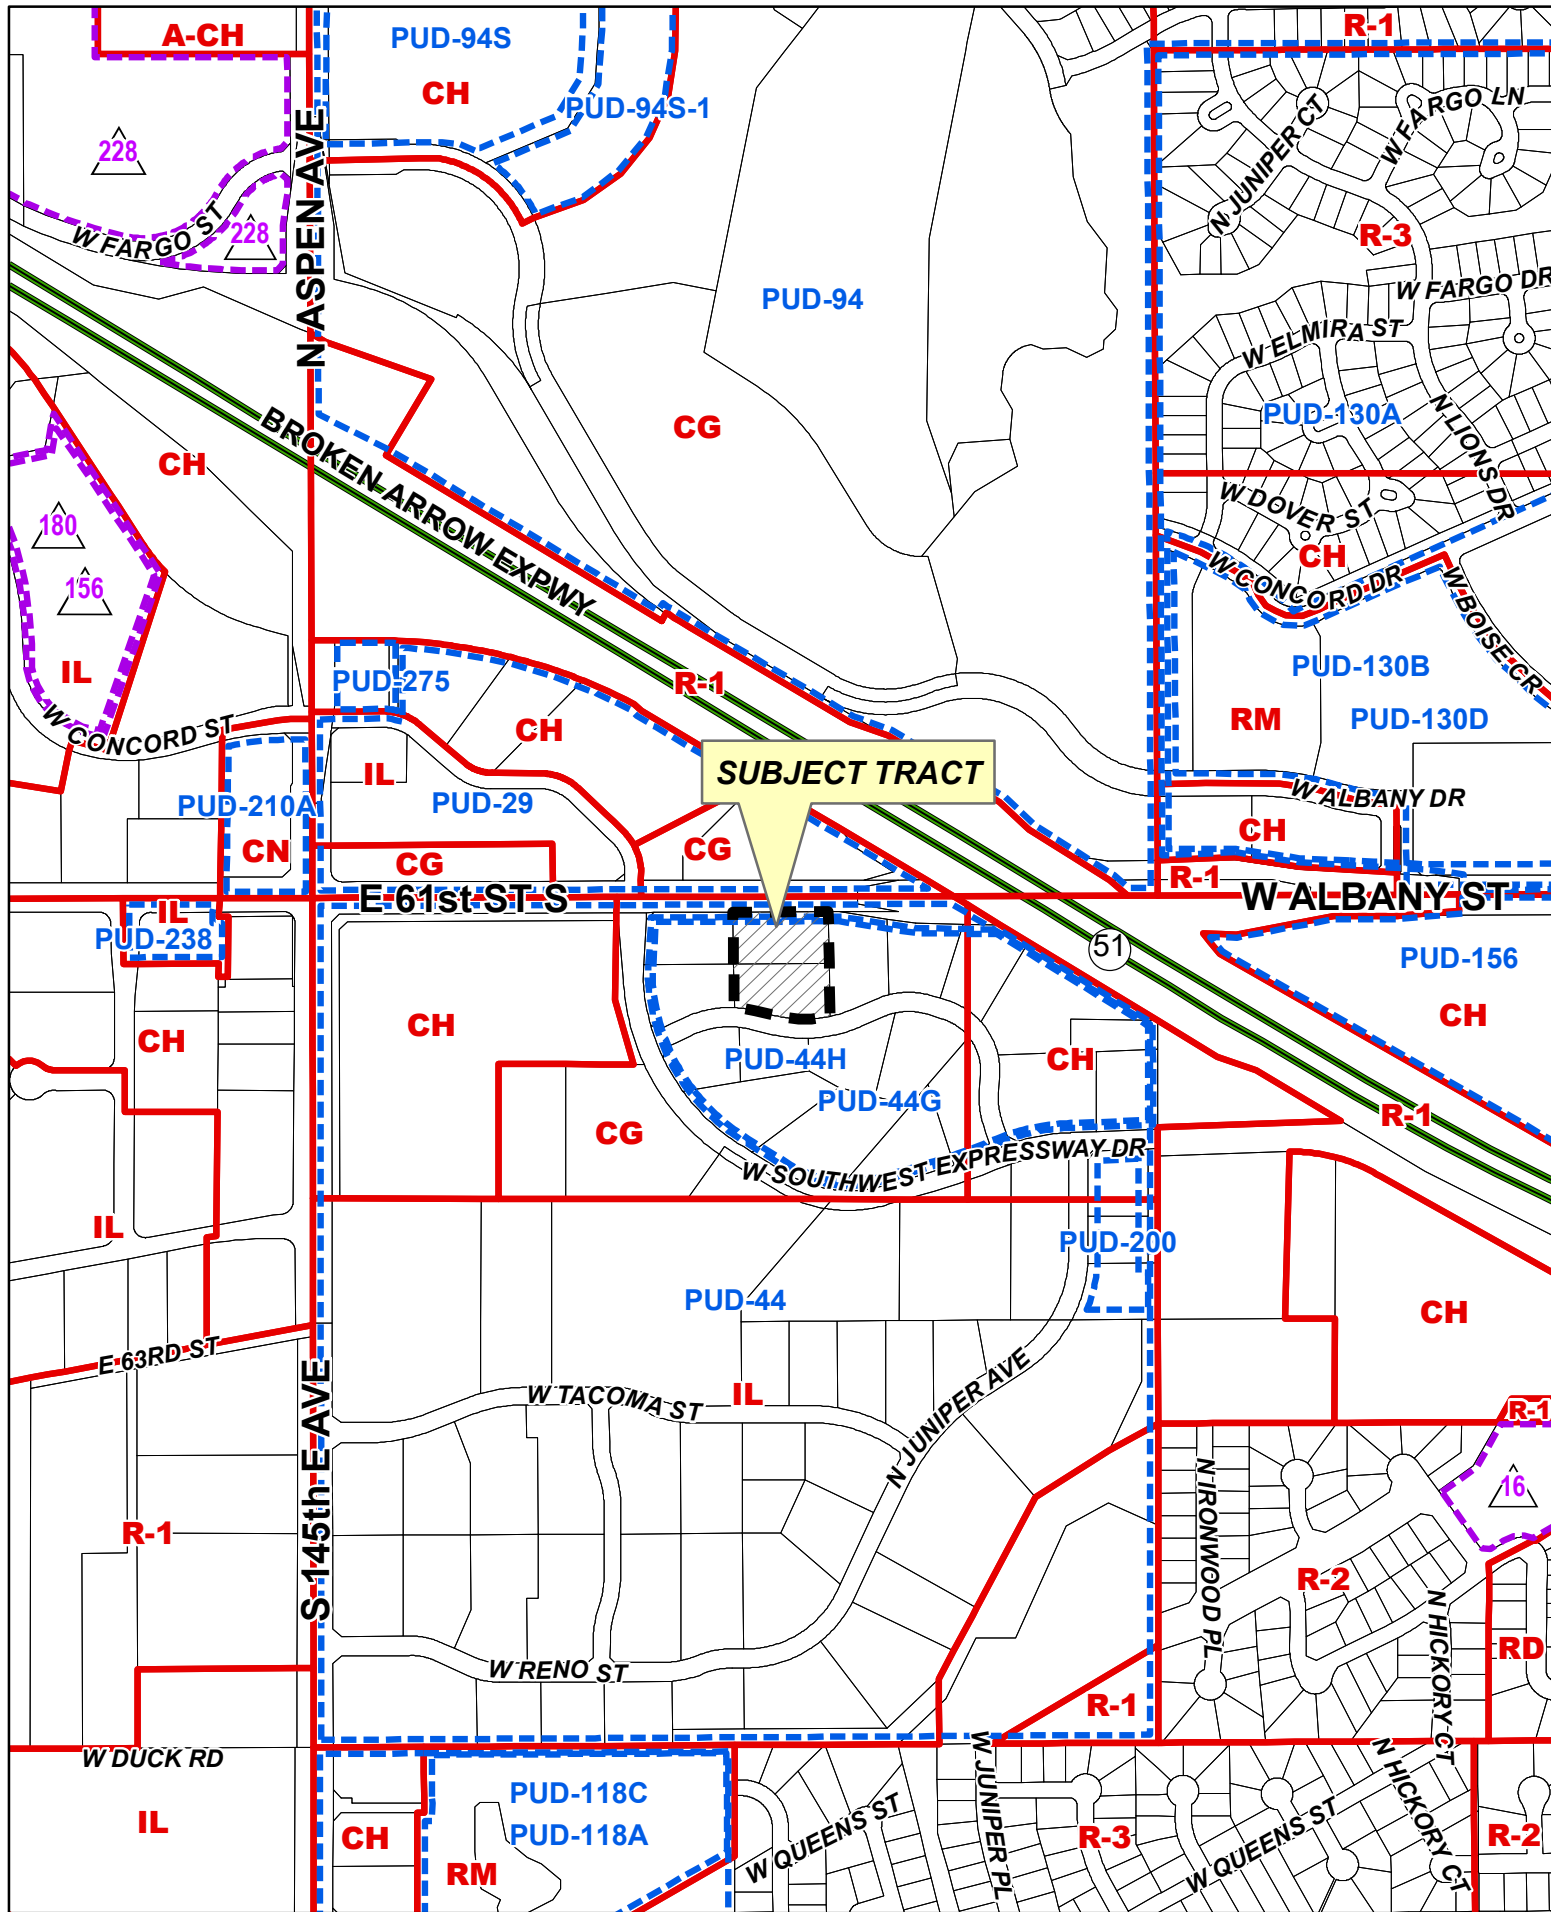 A-CH
PUD-94S
R-1
CH
PUD-94S-1
W FARGO LN
N JUNIPER CT
228
N ASPEN AVE
W FARGO ST
228
R-3
W FARGO DR
PUD-94
W ELMIRA ST
PUD-130A
N LIONS DR
CG
BROKEN ARROW EXPWY
CH
W DOVER ST
180
CH
W CONCORD DR
156
W BOISE CR
IL
PUD-275
R-1
PUD-130B
RM
PUD-130D
W CONCORD ST
CH
SUBJECT TRACT
IL
PUD-29
PUD-210A
W ALBANY DR
CH
CN
CG
CG
R-1
E 61st ST S
W ALBANY ST
IL
PUD-238
51
PUD-156
CH
CH
CH
PUD-44H
CH
PUD-44G
R-1
CG
W SOUTHWEST EXPRESSWAY DR
IL
PUD-200
PUD-44
CH
E 63RD ST
S 145th E AVE
W TACOMA ST
IL
N JUNIPER AVE
R-1
16
N IRONWOOD PL
R-1
R-2
N HICKORY CT
RD
W RENO ST
R-1
W DUCK RD
W JUNIPER PL
N HICKORY CT
PUD-118C
PUD-118A
IL
CH
RM
W QUEENS ST
R-3
W QUEENS ST
R-2